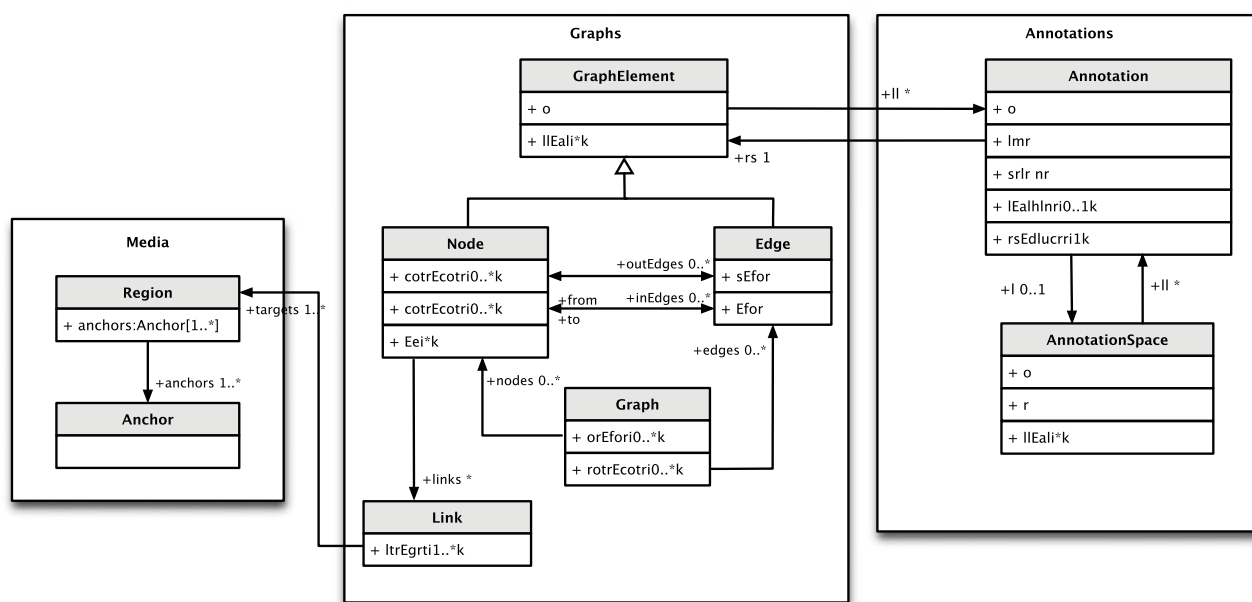 Graphs
GraphElement
+ o
+ llEali*k
+ll *
+rs 1
Annotations
Annotation
+ o
+ lmr
+ srlr nr
+ lEalhlnri0..1k
+ rsEdlucrri1k
+l 0..1
+ll *
AnnotationSpace
+ o
+ r
+ llEali*k
Node
+ cotrEcotri0..*k
+ cotrEcotri0..*k
+ Eei*k
+outEdges 0..*
+from
+inEdges 0..*
+to
Edge
+ sEfor
+ Efor
+edges 0..*
+nodes 0..*
Graph
+ orEfori0..*k
+ rotrEcotri0..*k
+links *
Link
+ ltrEgrti1..*k
Media
Region
+ anchors:Anchor[1..*]
+targets 1..*
+anchors 1..*
Anchor